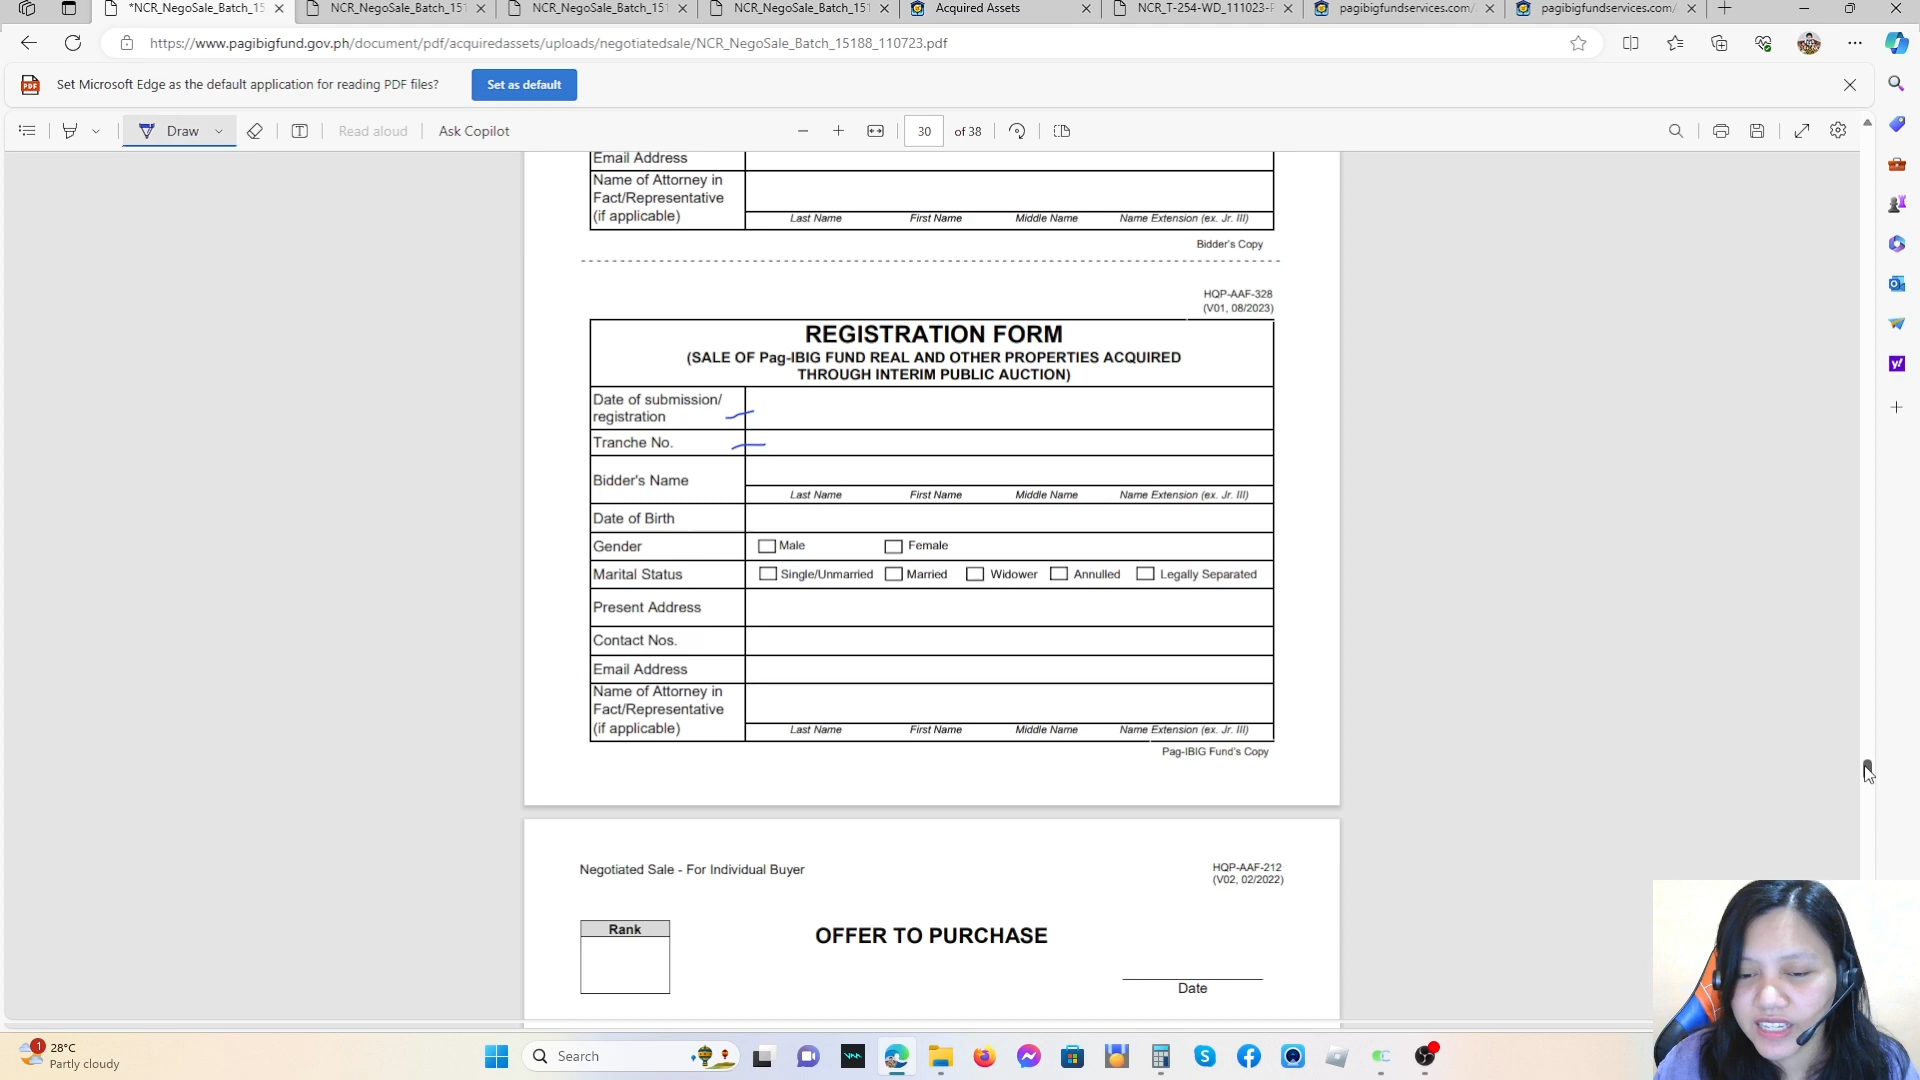 *NCR_NegoSale_Batch_15
NCR_NegoSale_Batch_151
NCR_NegoSale_Batch_151
NCR_NegoSale_Batch_151
Acquired Assets
NCR_T-254-WD_111023-P
pagibigfundservices.com/
pagibigfundservices.com/
https://www.pagibigfund.gov.ph/document/pdf/acquiredassets/uploads/negotiatedsale/NCR_NegoSale_Batch_15188_110723.pdf
PDF
Set Microsoft Edge as the default application for reading PDF files?
Set as default
Draw
Read aloud
Ask Copilot
30
of 38
Email Address
Name of Attorney in
Fact/Representative
(if applicable)
Last Name First Name Middle Name Name Extension (ex. Jr. III)
Bidder's Copy
HQP-AAF-328
(V01, 08/2023)
REGISTRATION FORM
(SALE OF Pag-IBIG FUND REAL AND OTHER PROPERTIES ACQUIRED
THROUGH INTERIM PUBLIC AUCTION)
Date of submission/
registration
Tranche No.
Bidder's Name
Last Name First Name Middle Name Name Extension (ex. Jr. III)
Date of Birth
Gender Male Female
Marital Status Single/Unmarried Married Widower Annulled Legally Separated
Present Address
Contact Nos.
Email Address
Name of Attorney in
Fact/Representative
(if applicable)
Last Name First Name Middle Name Name Extension (ex. Jr. III)
Pag-IBIG Fund's Copy
Negotiated Sale - For Individual Buyer
HQP-AAF-212
(V02, 02/2022)
Rank
OFFER TO PURCHASE
Date
1
28°C
Partly cloudy
Search